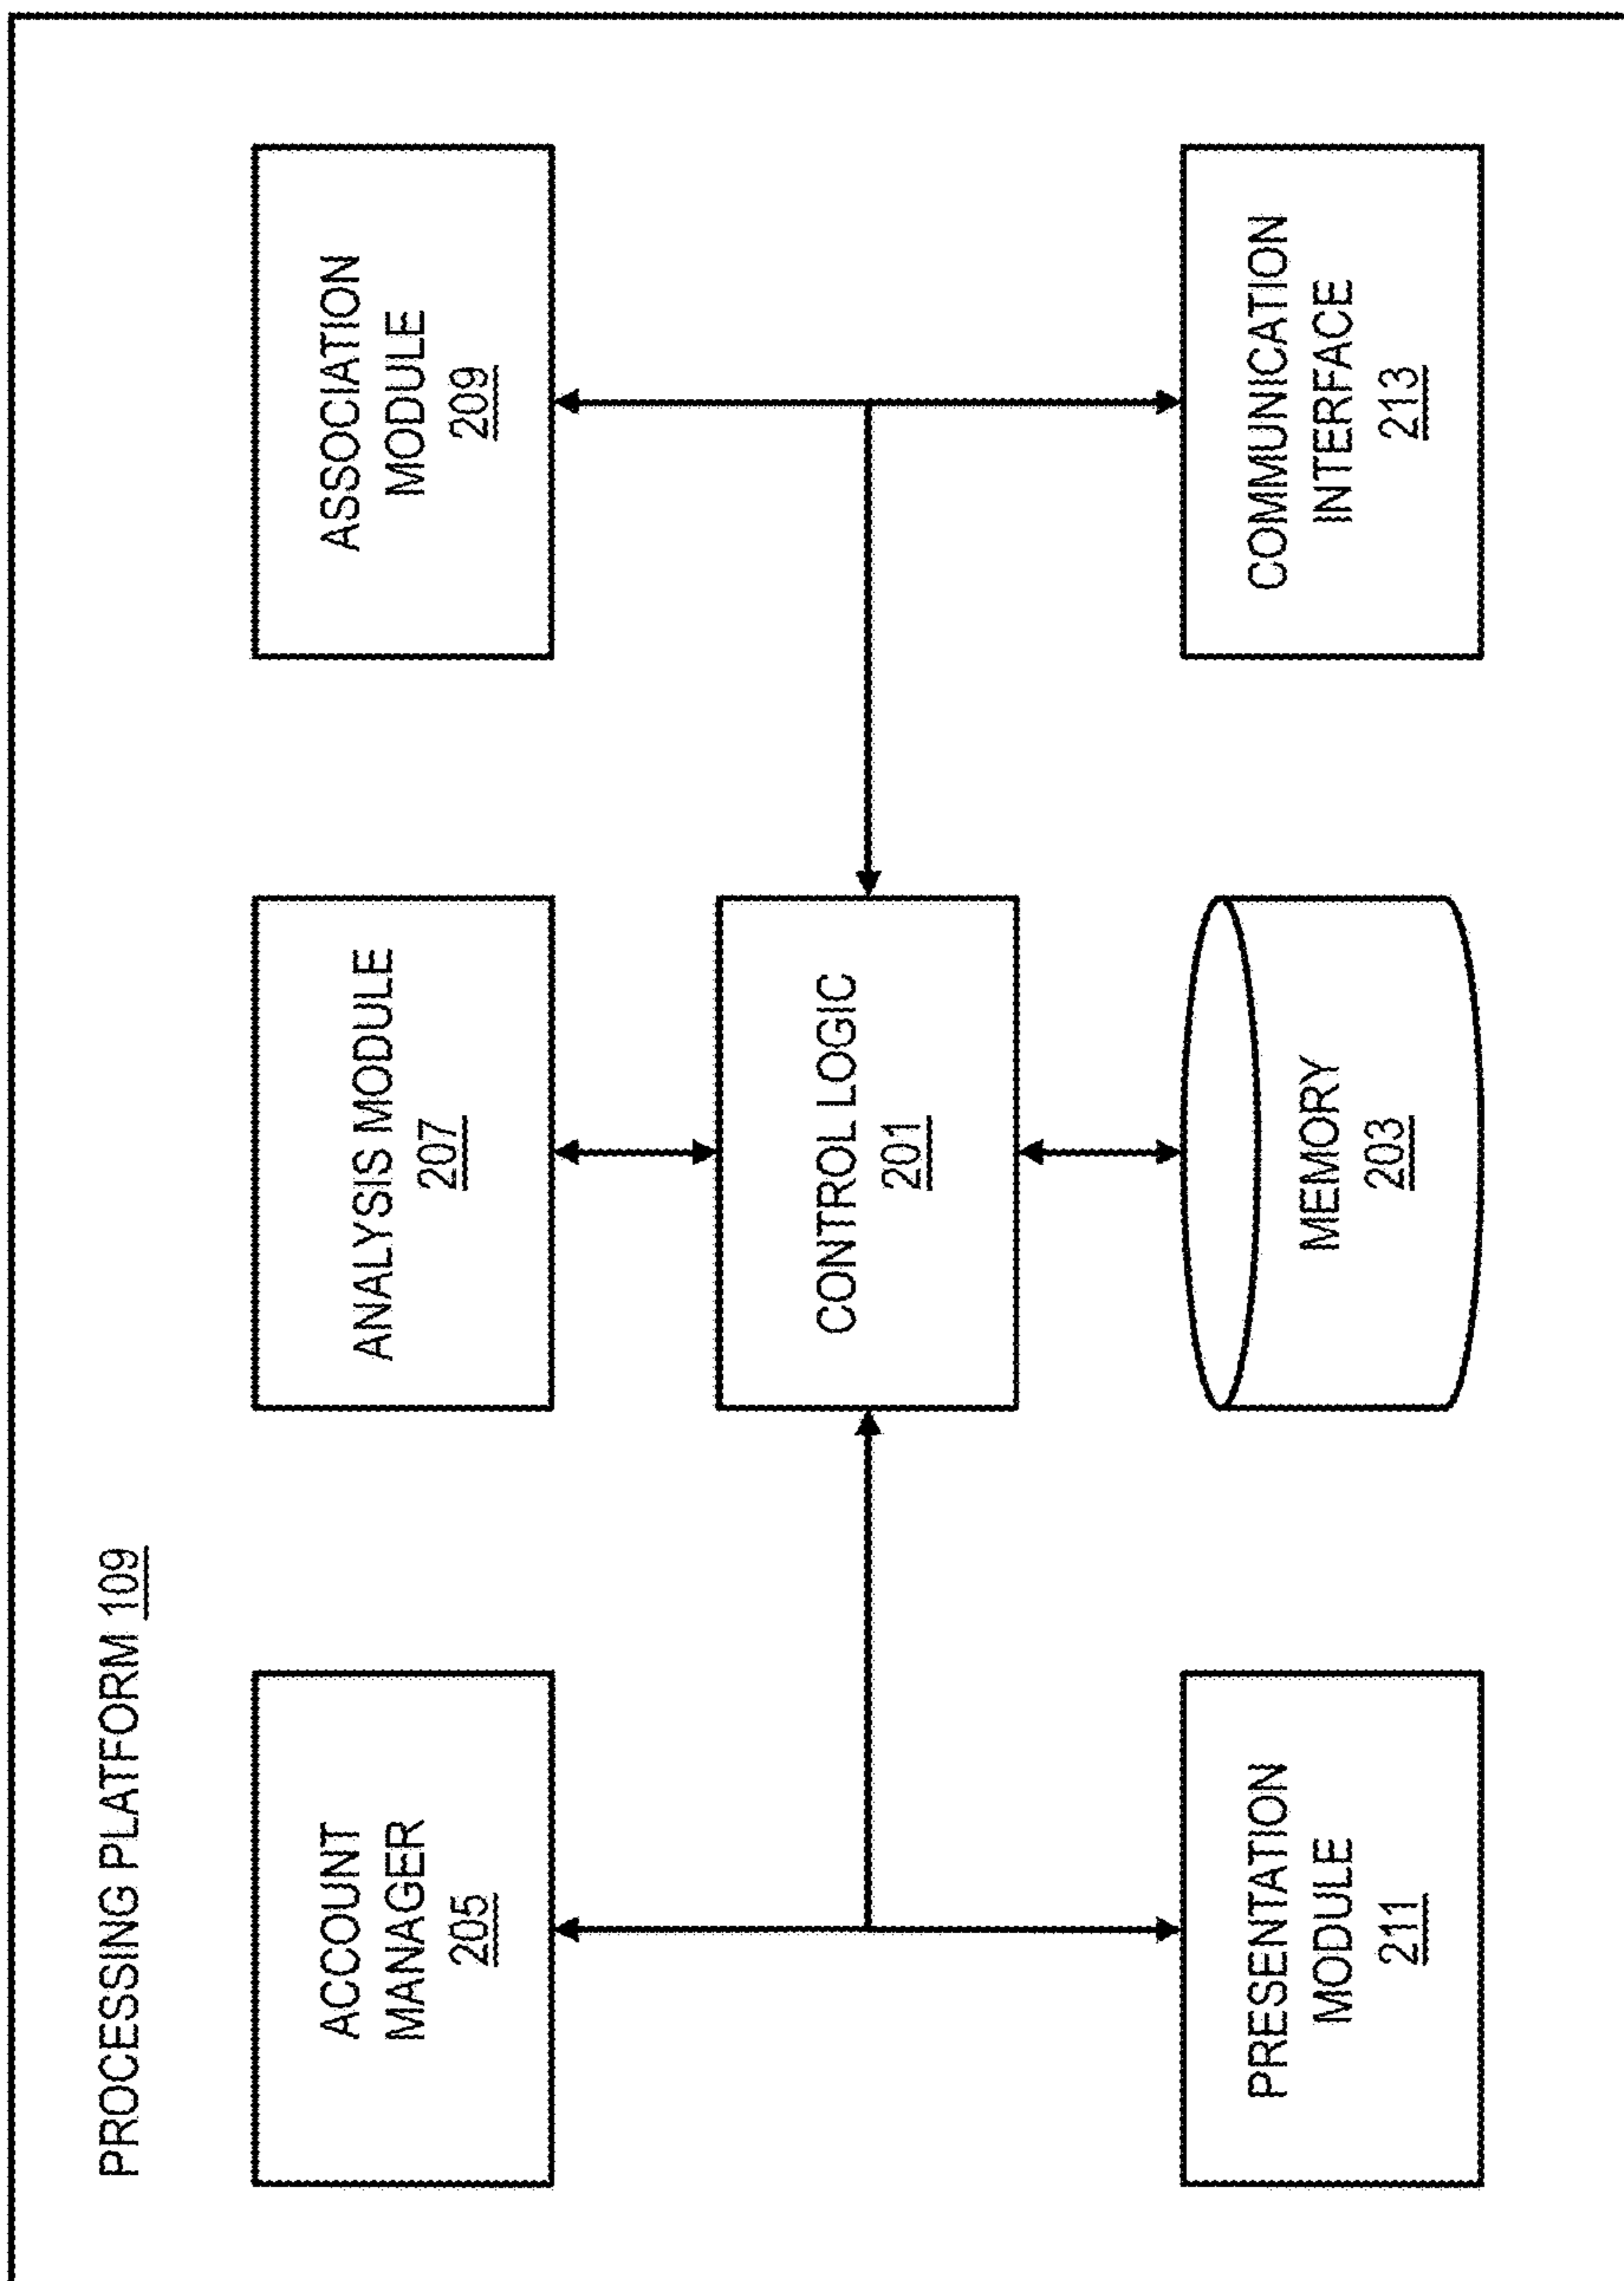 PROCESSING PLATFORM 109
ACCOUNT
MANAGER
205
ANALYSIS MODULE
207
ASSOCIATION
MODULE
209
CONTROL LOGIC
201
PRESENTATION
MODULE
211
MEMORY
203
COMMUNICATION
INTERFACE
213